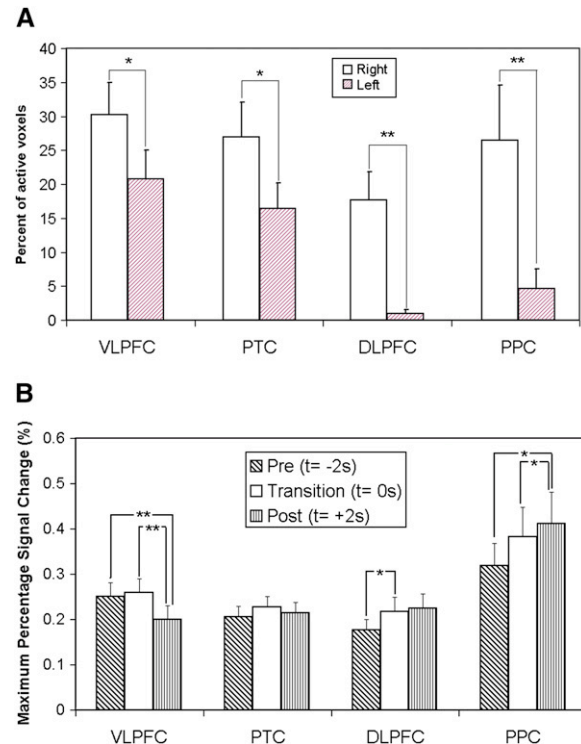 A
Percent of active voxels
40
35
30
25
20
15
10
5
0
Right
Left
*
*
**
**
VLPFC PTC DLPFC PPC
B
Maximum Percentage Signal Change (%)
0.6
0.5
0.4
0.3
0.2
0.1
0
Pre (t= -2s)
Transition (t= 0s)
Post (t= +2s)
**
**
*
*
*
VLPFC PTC DLPFC PPC